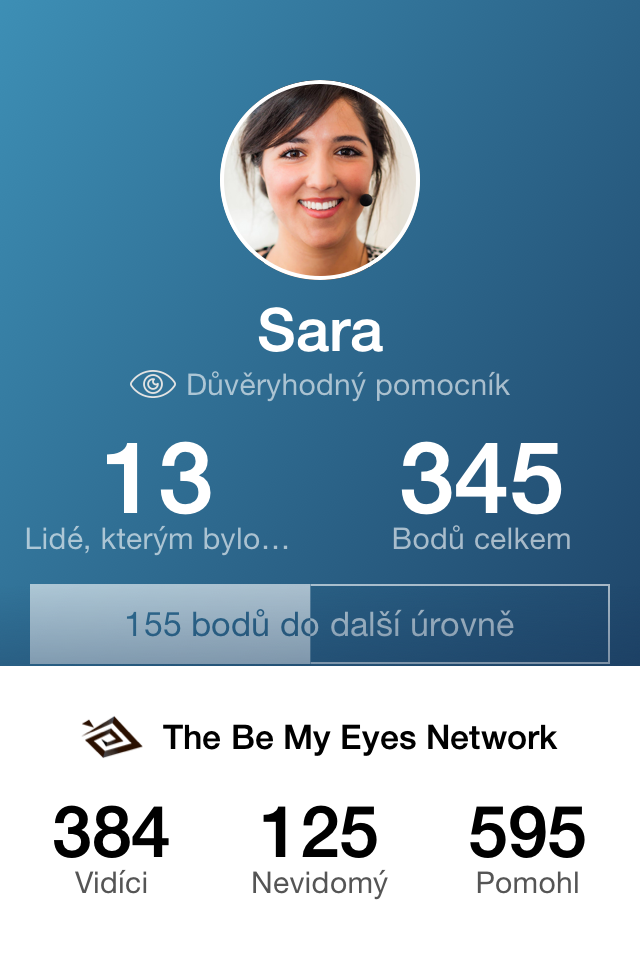 Sara
Důvěryhodný pomocník
13 345
Lidé, kterým bylo… Bodů celkem
155 bodů do další úrovně
The Be My Eyes Network
384 125 595
Vidíci Nevidomý Pomohl